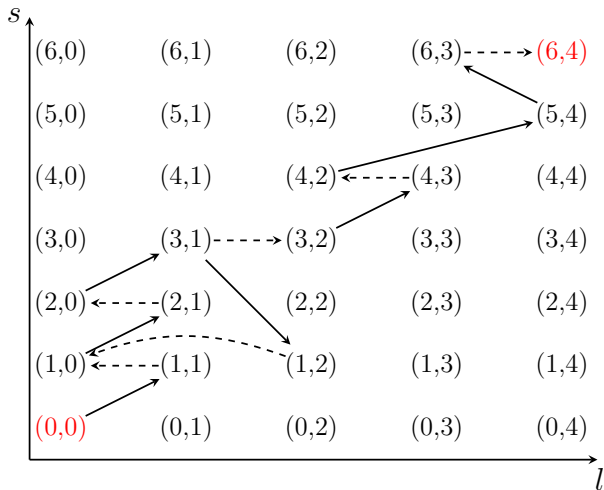 s
(6,0) (6,1) (6,2) (6,3) (6,4)
(5,0) (5,1) (5,2) (5,3) (5,4)
(4,0) (4,1) (4,2) (4,3) (4,4)
(3,0) (3,1) (3,2) (3,3) (3,4)
(2,0) (2,1) (2,2) (2,3) (2,4)
(1,0) (1,1) (1,2) (1,3) (1,4)
(0,0) (0,1) (0,2) (0,3) (0,4)
l